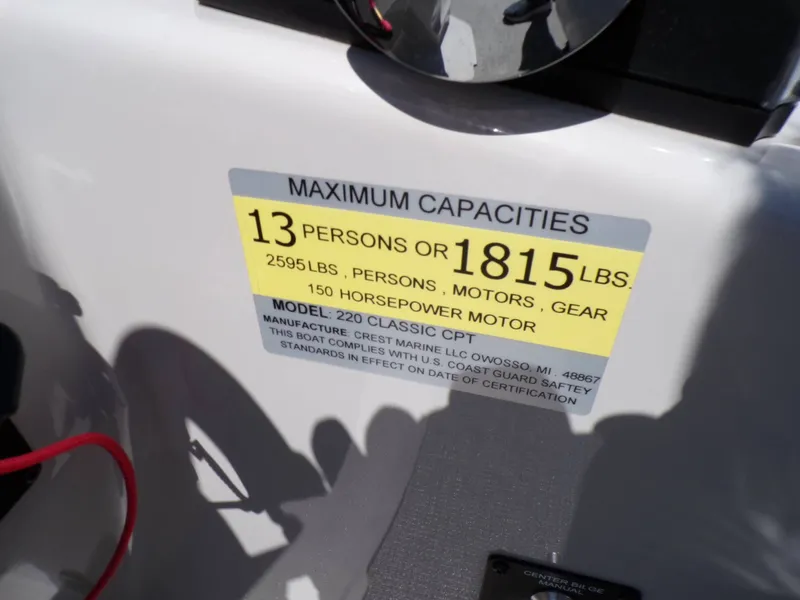 MAXIMUM CAPACITIES
13 PERSONS OR 1815 LBS.
2595LBS , PERSONS , MOTORS , GEAR
150 HORSEPOWER MOTOR
MODEL: 220 CLASSIC CPT
MANUFACTURE CREST MARINE LLC OWOSSO, MI . 48867
THIS BOAT COMPLIES WITH U.S. COAST GUARD SAFTEY
STANDARDS IN EFFECT ON DATE OF CERTIFICATION
CENTER BILGE
MANUAL